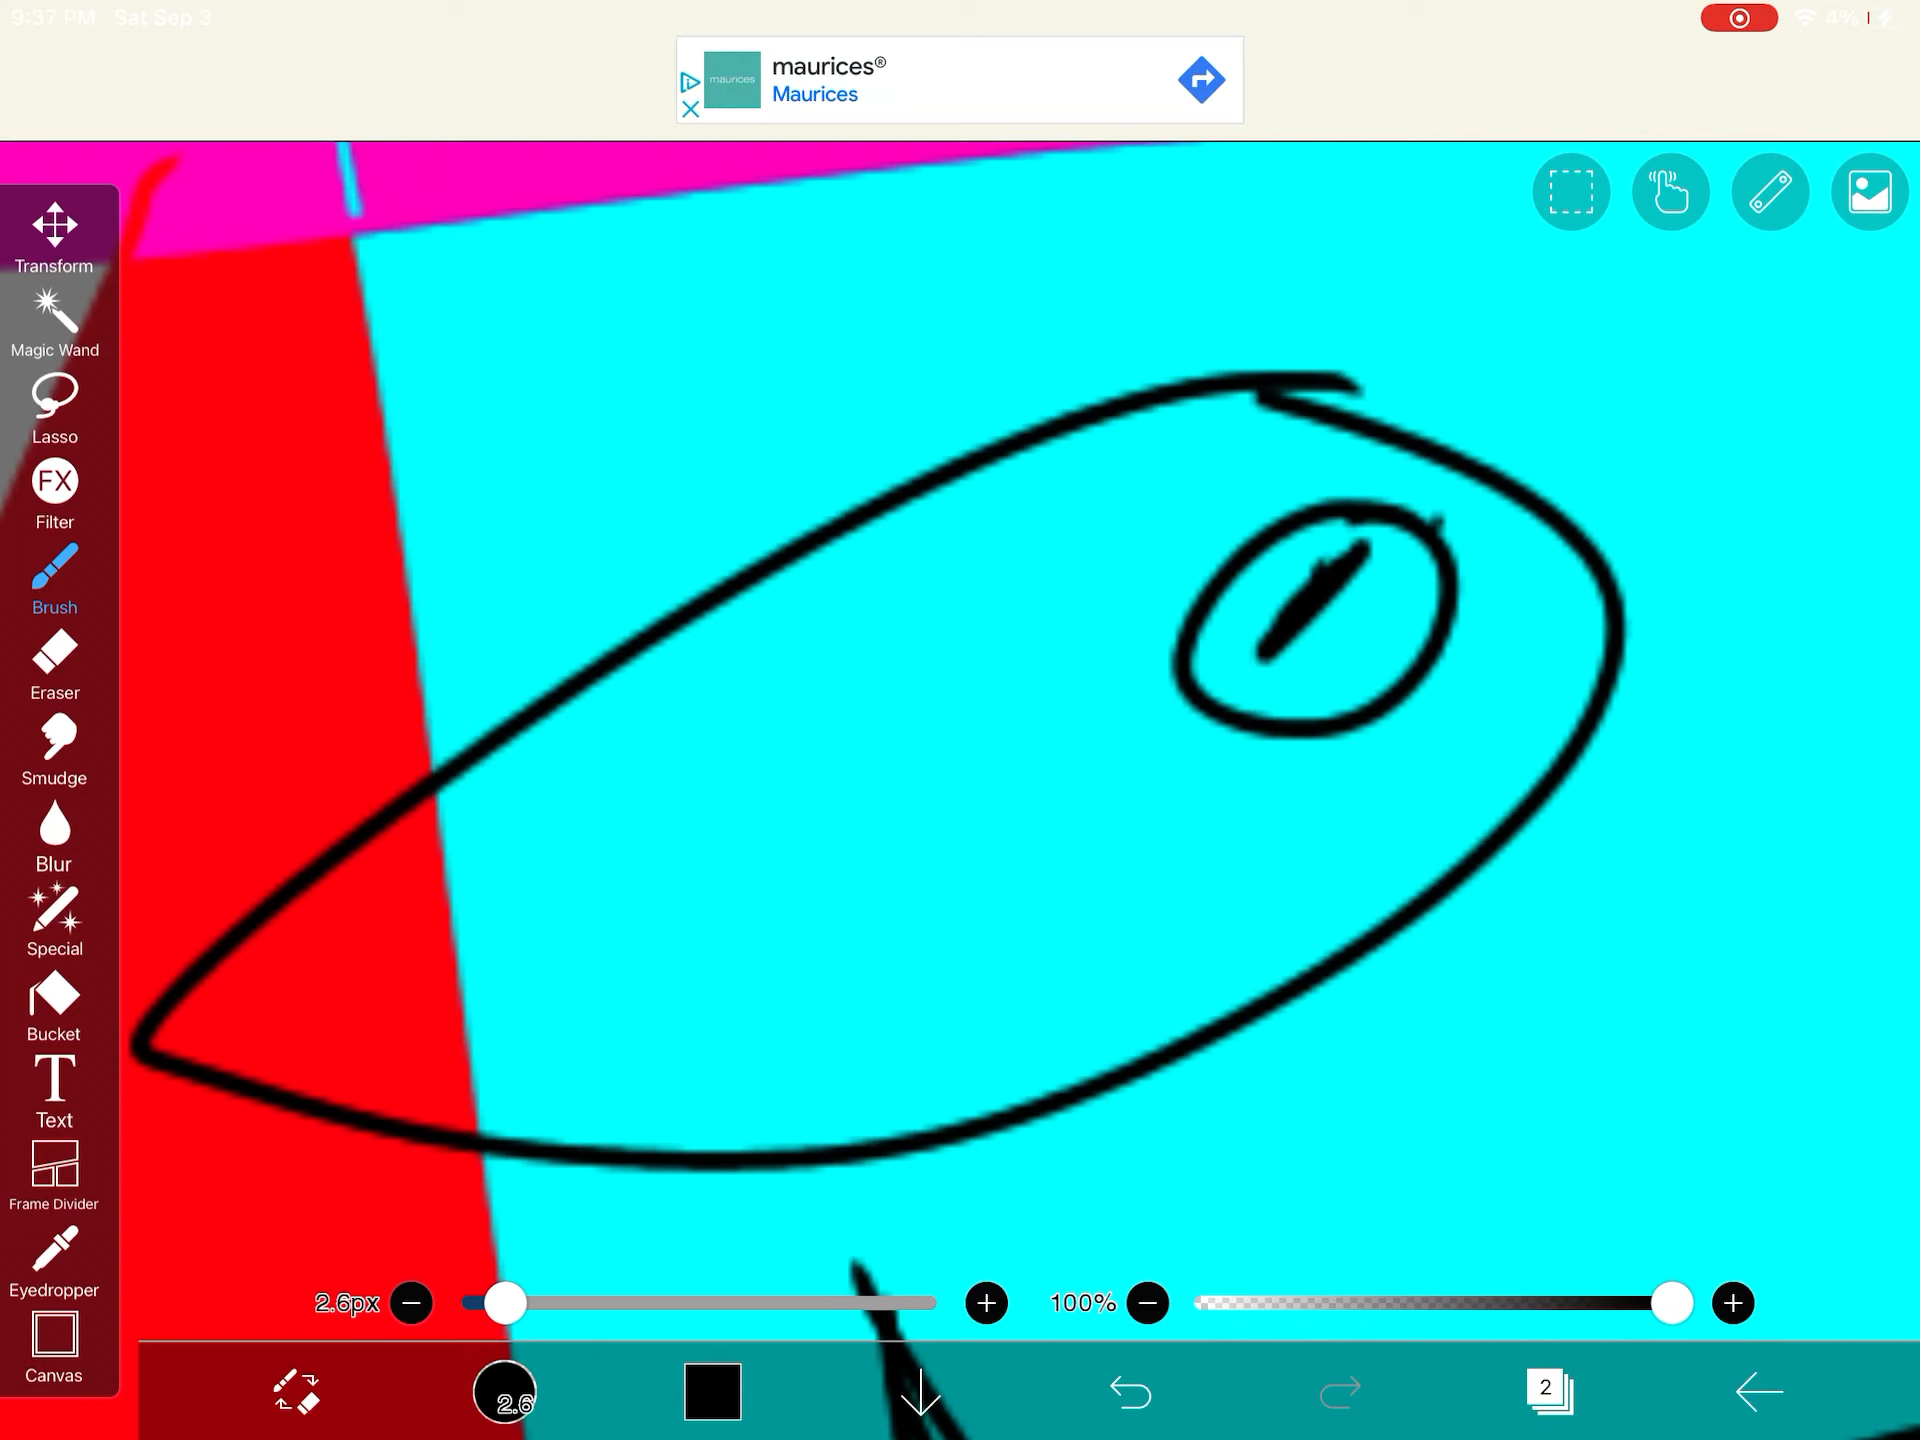 9:37 PM Sat Sep 3
4%
maurices
maurices®
Maurices
Transform
Magic Wand
Lasso
FX
Filter
Brush
Eraser
Smudge
Blur
Special
Bucket
T
Text
Frame Divider
Eyedropper
Canvas
2.6px
100%
2.6
2